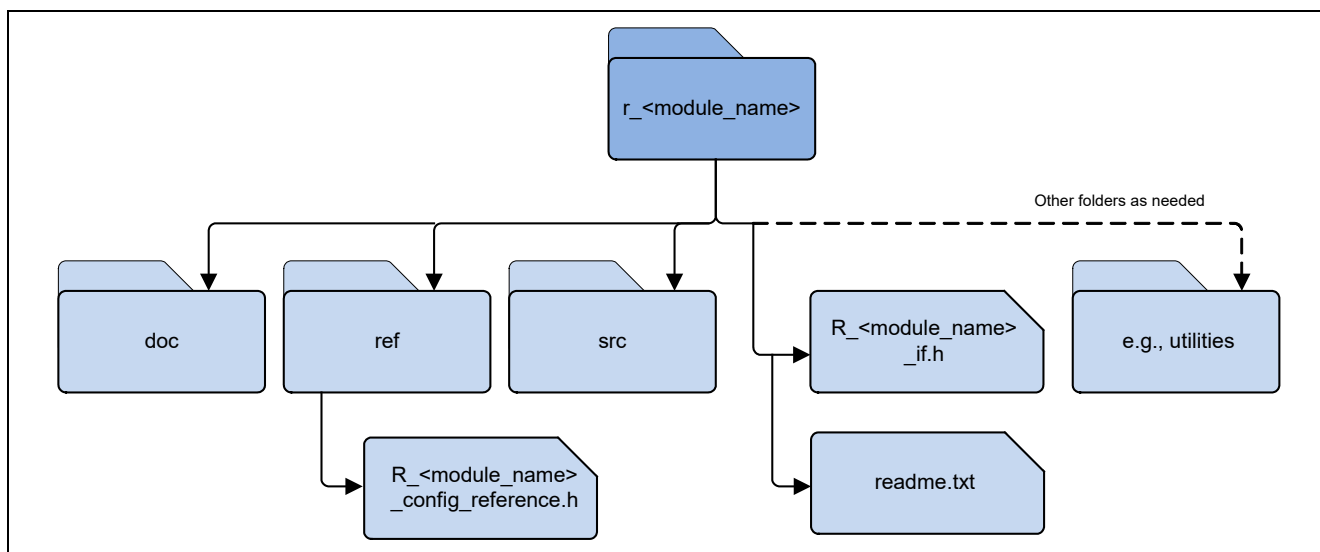 r_<module_name>
Other folders as needed
doc
ref
src
R_<module_name>
_if.h
e.g., utilities
R_<module_name>
_config_reference.h
readme.txt